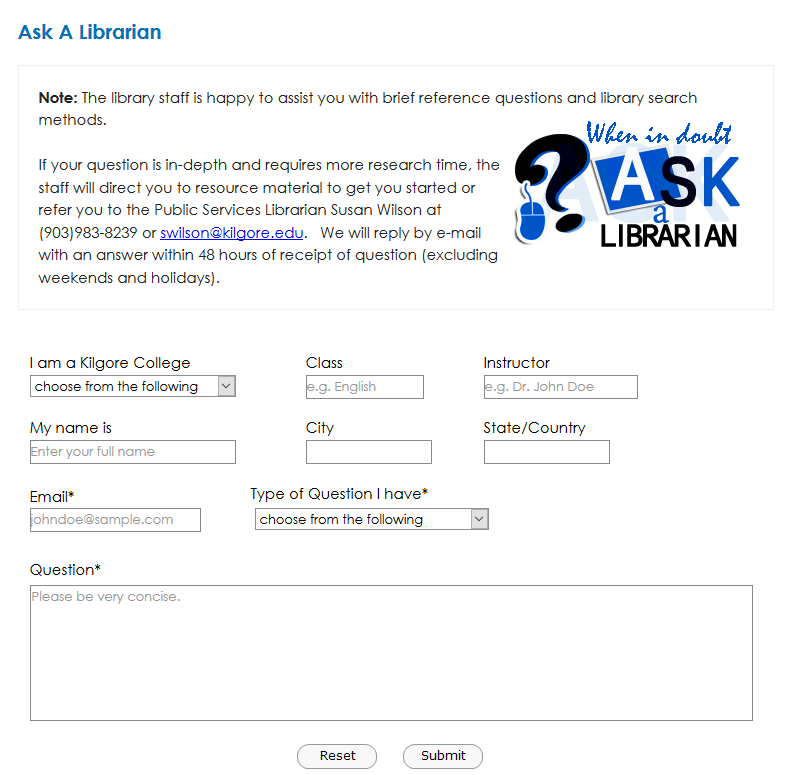 Ask A Librarian
Note: The library staff is happy to assist you with brief reference questions and library search
methods.
When in doubt
ASK
a
LIBRARIAN
If your question is in-depth and requires more research time, the
staff will direct you to resource material to get you started or
refer you to the Public Services Librarian Susan Wilson at
(903)983-8239 or swilson@kilgore.edu. We will reply by e-mail
with an answer within 48 hours of receipt of question (excluding
weekends and holidays).
I am a Kilgore College Class Instructor
choose from the following e.g. English e.g. Dr. John Doe
My name is City State/Country
Enter your full name
Email* Type of Question I have*
johndoe@sample.com choose from the following
Question*
Please be very concise.
Reset Submit